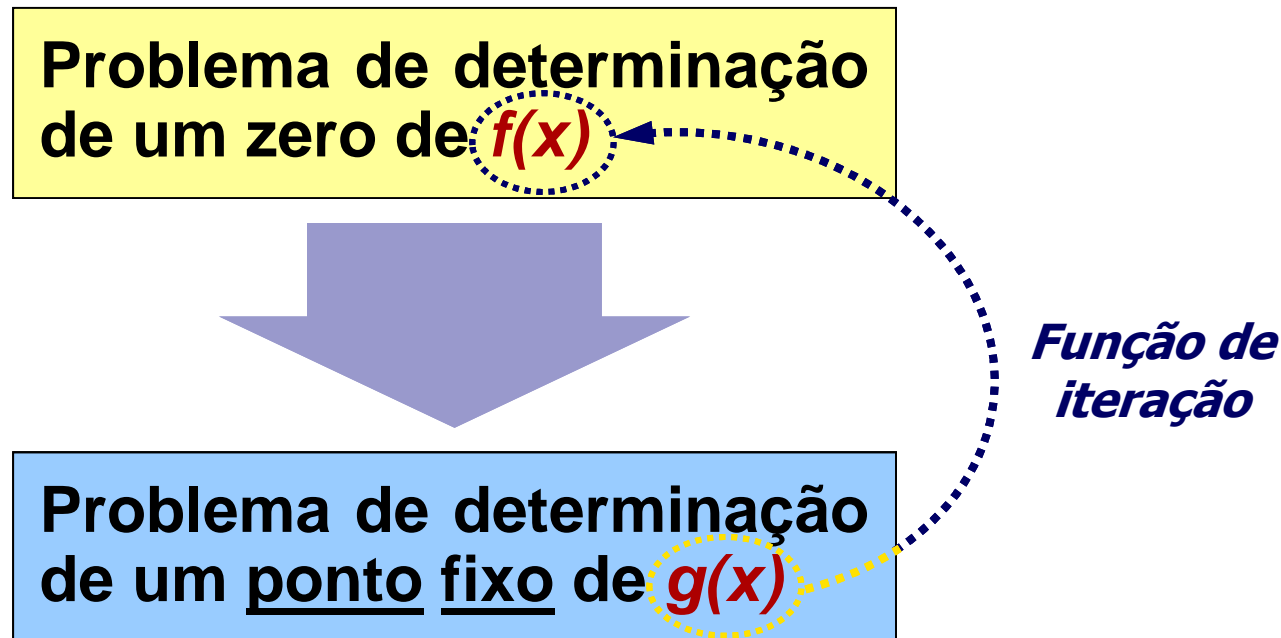 Problema de determinação
de um zero de f(x)
Função de
iteração
Problema de determinação
de um ponto fixo de g(x)